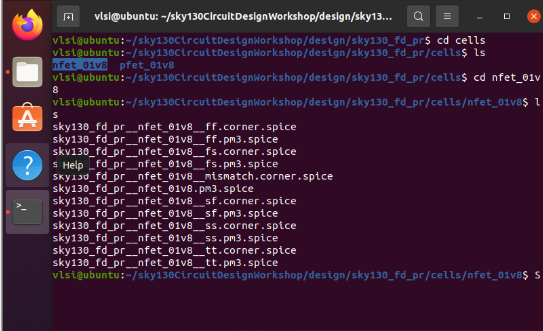 vlsi@ubuntu: ~/sky130CircuitDesignWorkshop/design/sky13...
vlsi@ubuntu:~/sky130CircuitDesignWorkshop/design/sky130_fd_pr$ cd cells
vlsi@ubuntu:~/sky130CircuitDesignWorkshop/design/sky130_fd_pr/cells$ ls
nfet_01v8  pfet_01v8
vlsi@ubuntu:~/sky130CircuitDesignWorkshop/design/sky130_fd_pr/cells$ cd nfet_01v
8
vlsi@ubuntu:~/sky130CircuitDesignWorkshop/design/sky130_fd_pr/cells/nfet_01v8$ l
s
sky130_fd_pr__nfet_01v8__ff.corner.spice
sky130_fd_pr__nfet_01v8__ff.pm3.spice
sky130_fd_pr__nfet_01v8__fs.corner.spice
s Help _pr__nfet_01v8__fs.pm3.spice
sky130_fd_pr__nfet_01v8__mismatch.corner.spice
sky130_fd_pr__nfet_01v8.pm3.spice
sky130_fd_pr__nfet_01v8__sf.corner.spice
sky130_fd_pr__nfet_01v8__sf.pm3.spice
sky130_fd_pr__nfet_01v8__ss.corner.spice
sky130_fd_pr__nfet_01v8__ss.pm3.spice
sky130_fd_pr__nfet_01v8__tt.corner.spice
sky130_fd_pr__nfet_01v8__tt.pm3.spice
vlsi@ubuntu:~/sky130CircuitDesignWorkshop/design/sky130_fd_pr/cells/nfet_01v8$ S